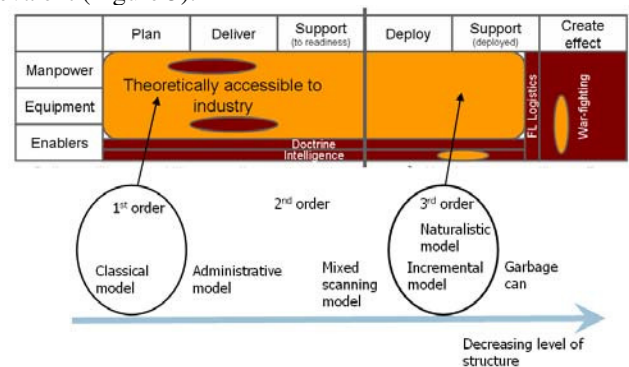 Plan Deliver Support Deploy Support Create
(to readiness) (deployed) effect
Manpower
Equipment
Enablers
Theoretically accessible to
industry
Doctrine
Intelligence
FL Logistics
War-fighting
1st order 2nd order 3rd order
Naturalistic
model
Classical
model
Administrative
model
Mixed
scanning
model
Incremental
model
Garbage
can
Decreasing level of
structure